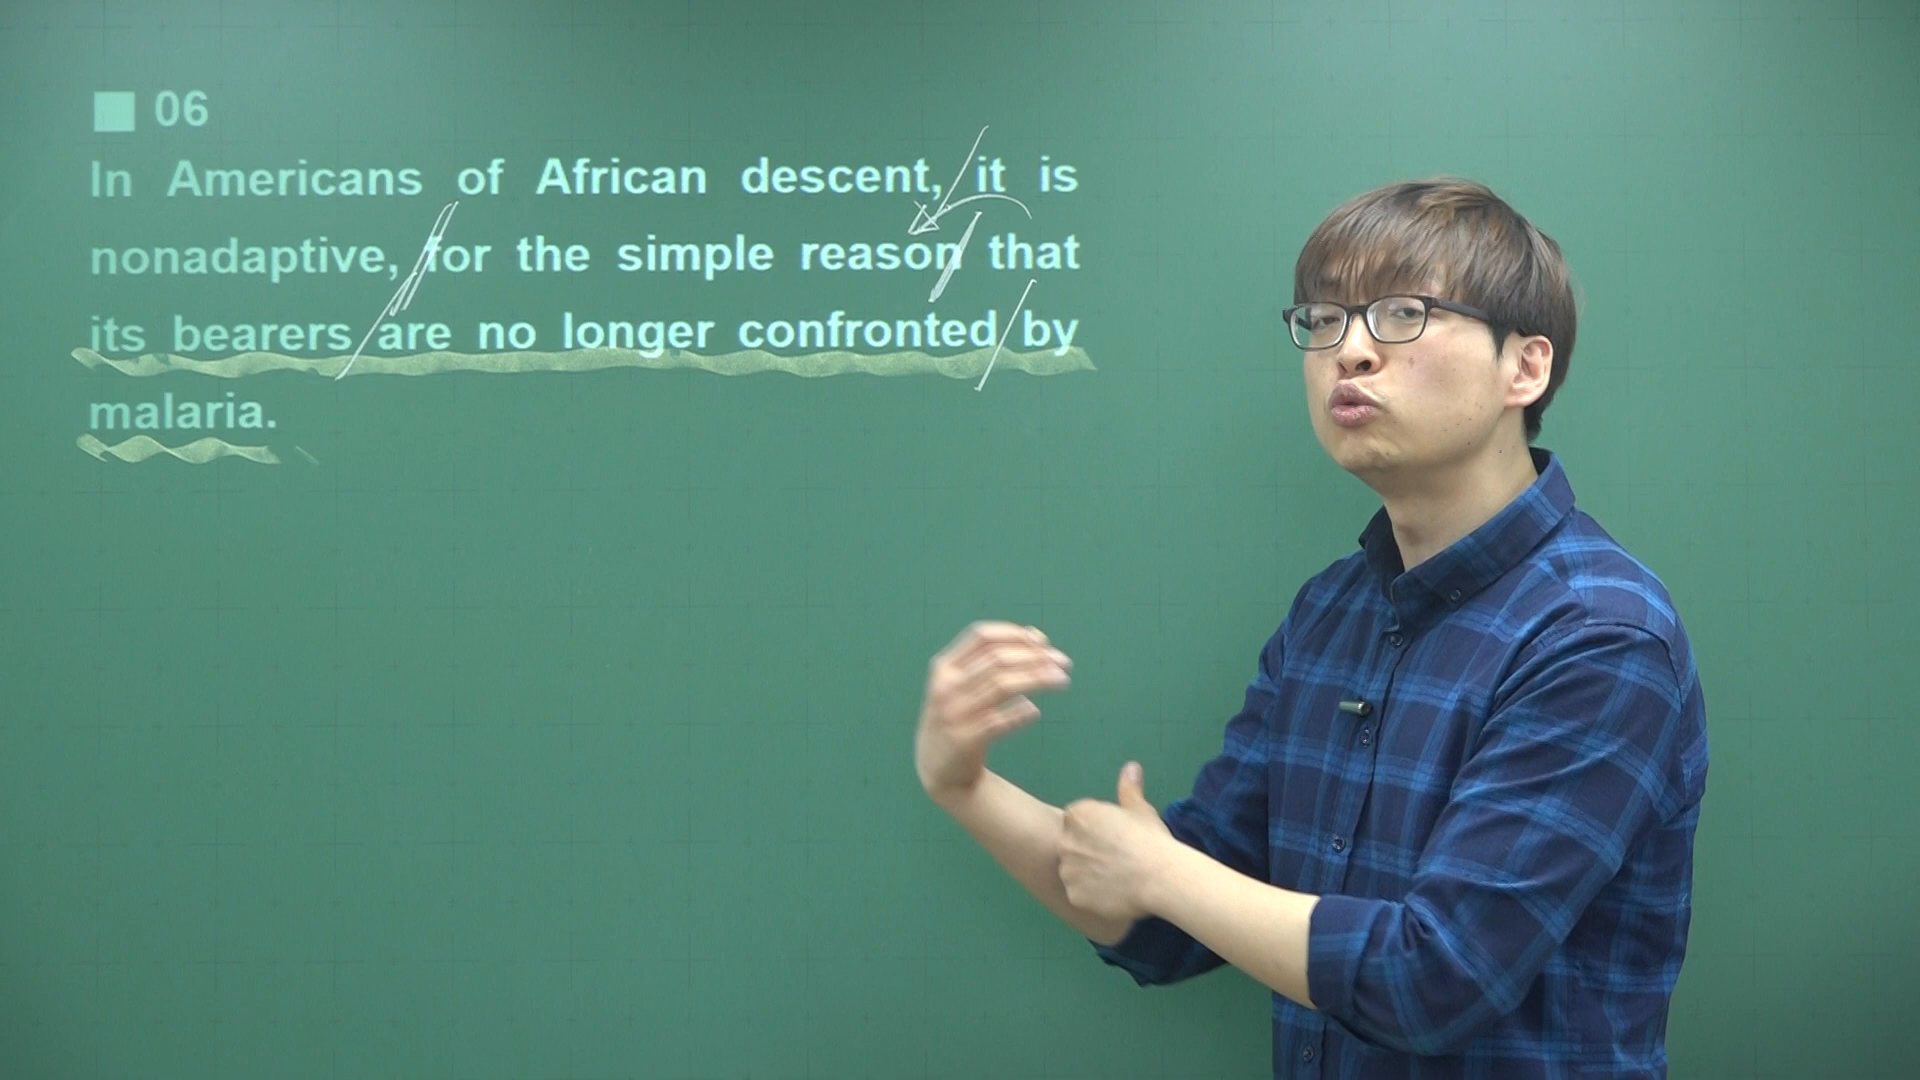 ■ 06
In Americans of African descent, it is
nonadaptive, for the simple reason that
its bearers are no longer confronted by
malaria.